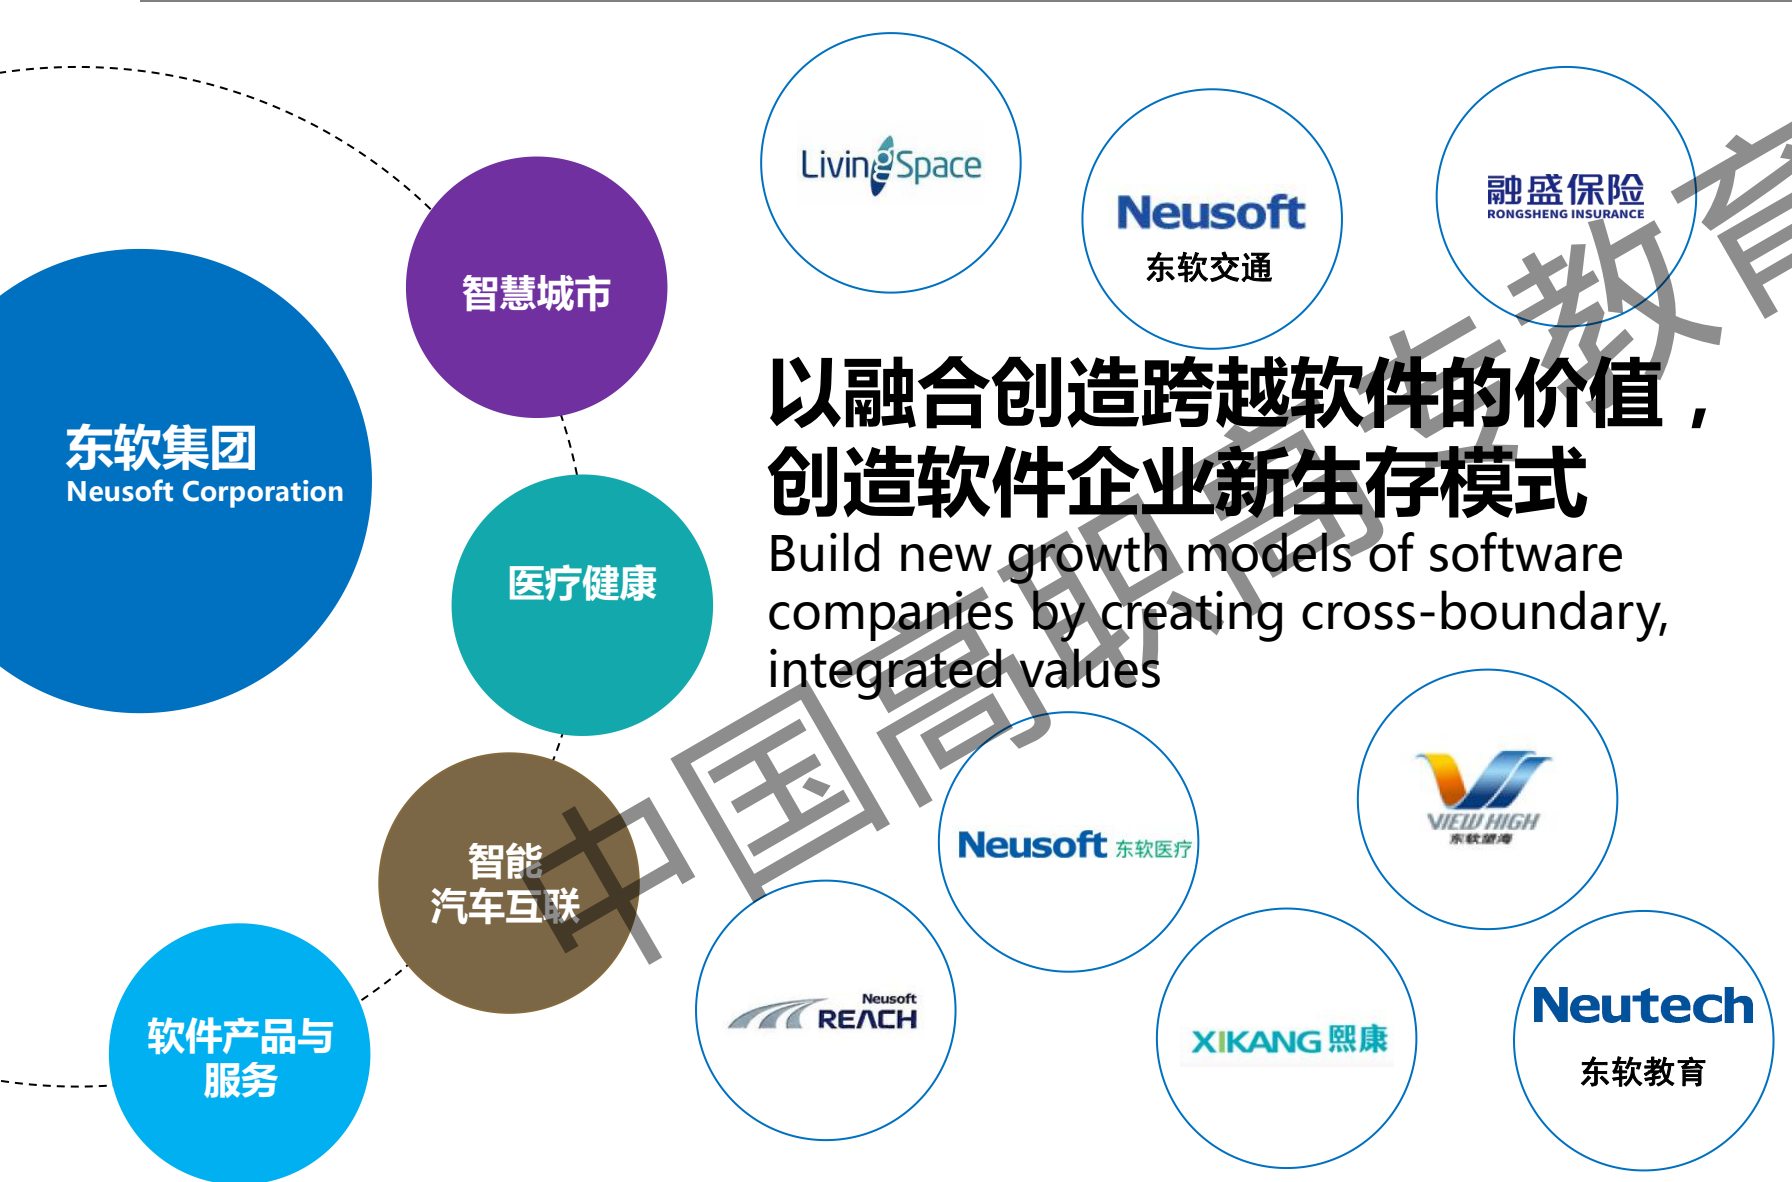 东软集团
Neusoft Corporation
智慧城市
医疗健康
智能
汽车互联
软件产品与
服务
LivingSpace
Neusoft
东软交通
融盛保险
RONGSHENG INSURANCE
以融合创造跨越软件的价值，
创造软件企业新生存模式
Build new growth models of software
companies by creating cross-boundary,
integrated values
Neusoft 东软医疗
VIEW HIGH
东软望海
Neusoft
REACH
XIKANG 熙康
Neutech
东软教育
中国高职高专教育